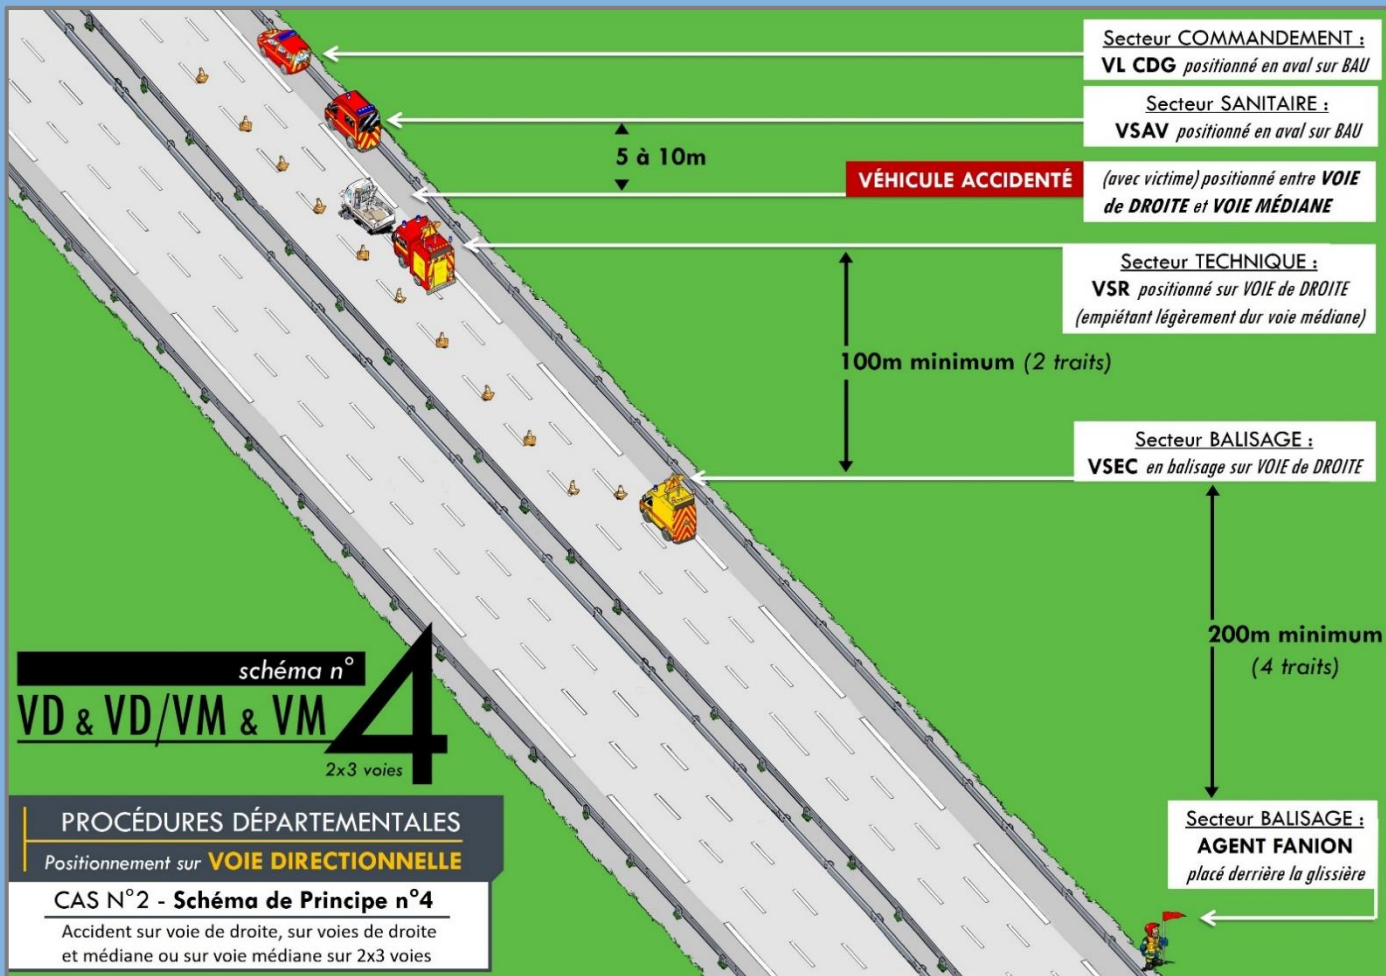 Secteur COMMANDEMENT :
VL CDG positionné en aval sur BAU
Secteur SANITAIRE :
VSAV positionné en aval sur BAU
5 à 10m
VÉHICULE ACCIDENTÉ
(avec victime) positionné entre VOIE
de DROITE et VOIE MÉDIANE
Secteur TECHNIQUE :
VSR positionné sur VOIE de DROITE
(empiétant légèrement dur voie médiane)
100m minimum (2 traits)
Secteur BALISAGE :
VSEC en balisage sur VOIE de DROITE
200m minimum
(4 traits)
Secteur BALISAGE :
AGENT FANION
placé derrière la glissière
schéma n°
4
VD & VD/VM & VM
2x3 voies
PROCÉDURES DÉPARTEMENTALES
Positionnement sur VOIE DIRECTIONNELLE
CAS N°2 - Schéma de Principe n°4
Accident sur voie de droite, sur voies de droite
et médiane ou sur voie médiane sur 2x3 voies